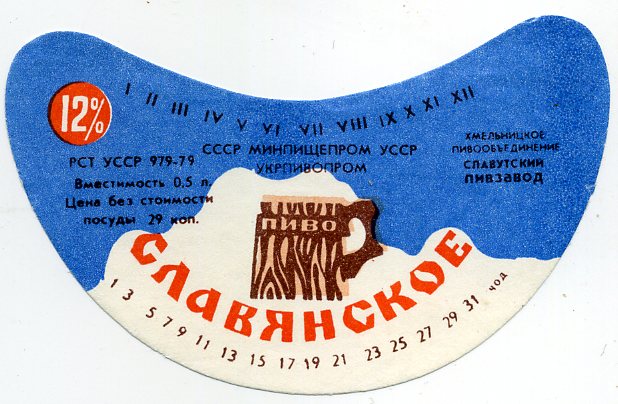 12%
I II III IV V VI VII VIII IX X XI XII
РСТ УССР 979-79
Вместимость 0,5 л.
Цена без стоимости
посуды 29 коп.
СССР МИНПИЩЕПРОМ УССР
УКРПИВОПРОМ
ХМЕЛЬНИЦКОЕ
ПИВООБЪЕДИНЕНИЕ
СЛАВУТСКИЙ
ПИВЗАВОД
ПИВО
СЛАВЯНСКОЕ
1 3 5 7 9 11 13 15 17 19 21 23 25 27 29 31 чод